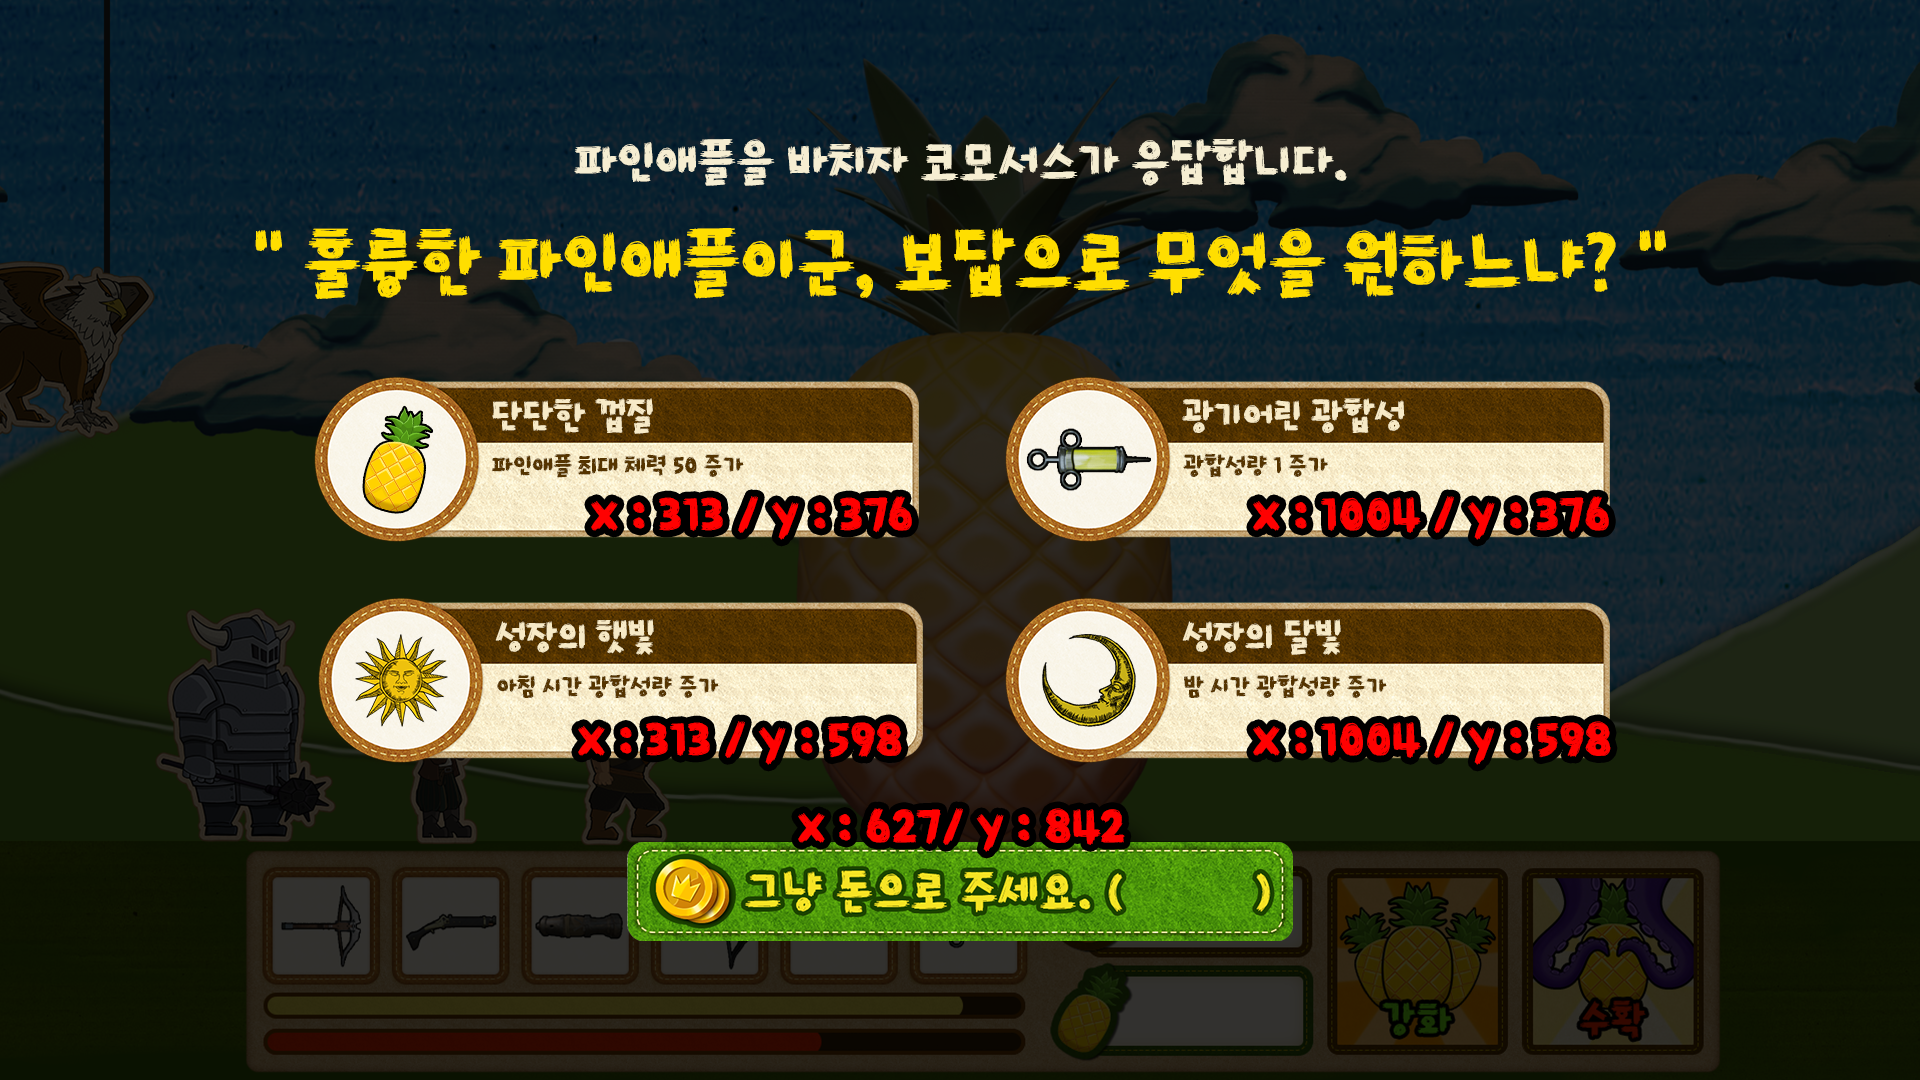 파인애플을 바치자 코모서스가 응답합니다.
" 훌륭한 파인애플이군, 보답으로 무엇을 원하느냐? "
단단한 껍질
파인애플 최대 체력 50 증가
x : 313 / y : 376
광기어린 광합성
광합성량 1 증가
x : 1004 / y : 376
성장의 햇빛
아침 시간 광합성량 증가
x : 313 / y : 598
성장의 달빛
밤 시간 광합성량 증가
x : 1004 / y : 598
x : 627/ y : 842
그냥 돈으로 주세요. ( )
강화
수확